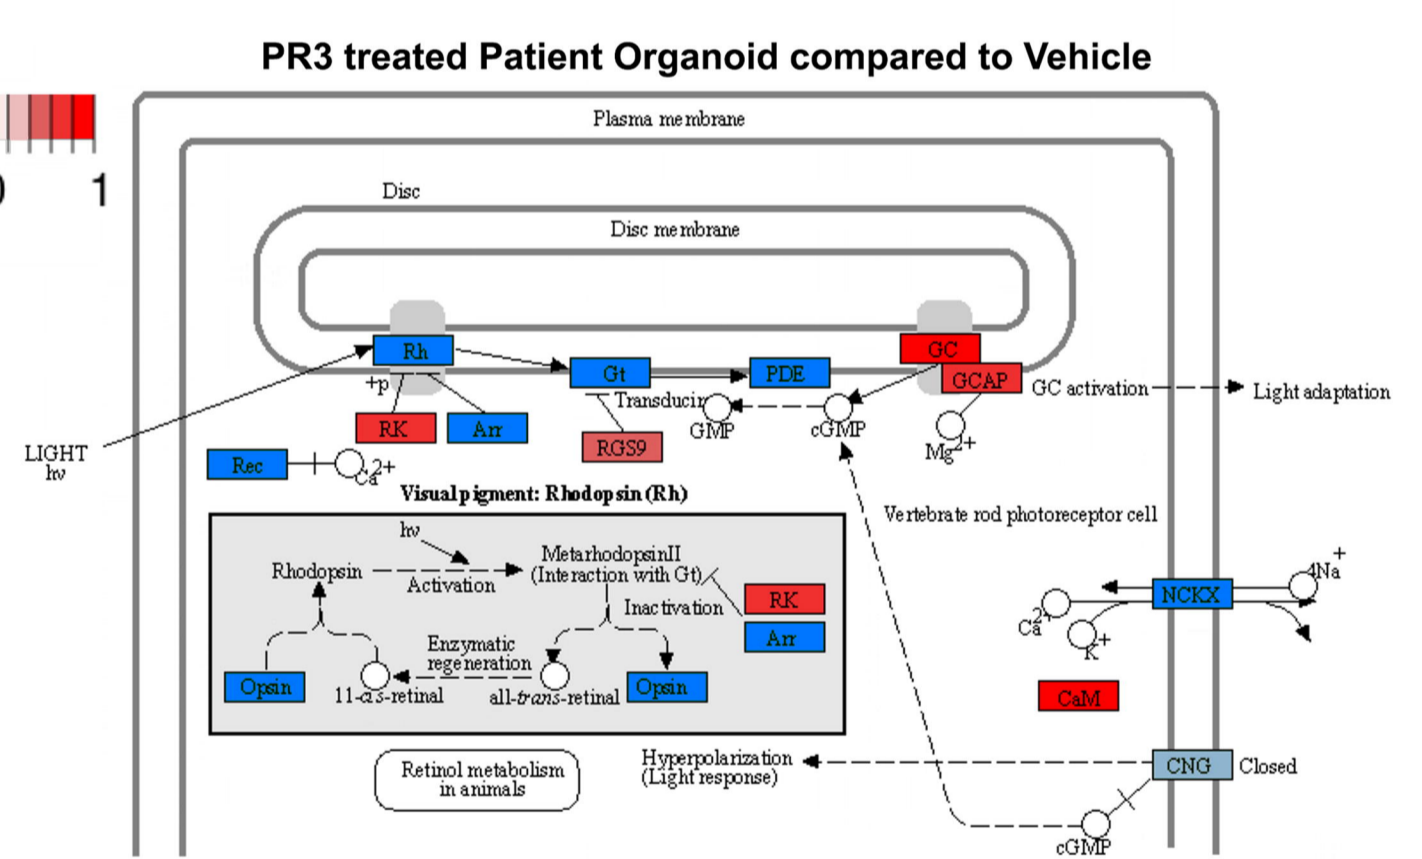 PR3 treated Patient Organoid compared to Vehicle
1
Plasma membrane
Disc
Disc membrane
Rh
Gt
PDE
GC
GCAP
GC activation
Light adaptation
+p
Transducin
RK
Arr
RGS9
GMP
cGMP
Mg2+
LIGHT
hν
Rec
Ca2+
Visual pigment: Rhodopsin (Rh)
Vertebrate rod photoreceptor cell
hν
Rhodopsin
Activation
MetarhodopsinII
(Interaction with Gt)
Inactivation
RK
Arr
Enzymatic
regeneration
Opsin
11-cis-retinal
all-trans-retinal
Opsin
4Na+
NCKX
Ca2+
K+
CaM
Retinol metabolism
in animals
Hyperpolarization
(Light response)
CNG
Closed
cGMP